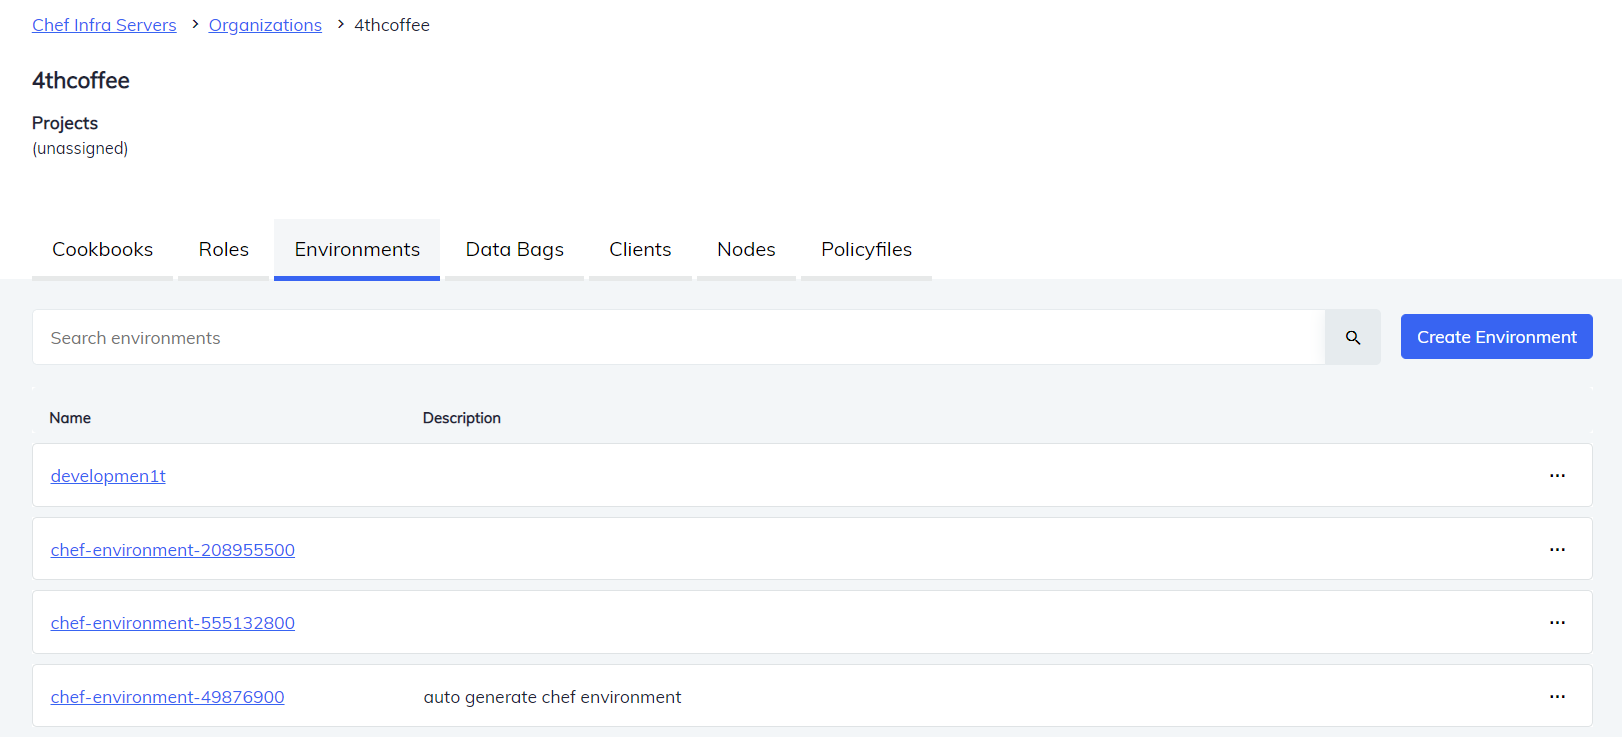 Chef Infra Servers > Organizations > 4thcoffee
4thcoffee
Projects
(unassigned)
Cookbooks Roles Environments Data Bags Clients Nodes Policyfiles
Search environments Create Environment
Name Description
developmen1t ...
chef-environment-208955500 ...
chef-environment-555132800 ...
chef-environment-49876900 auto generate chef environment ...